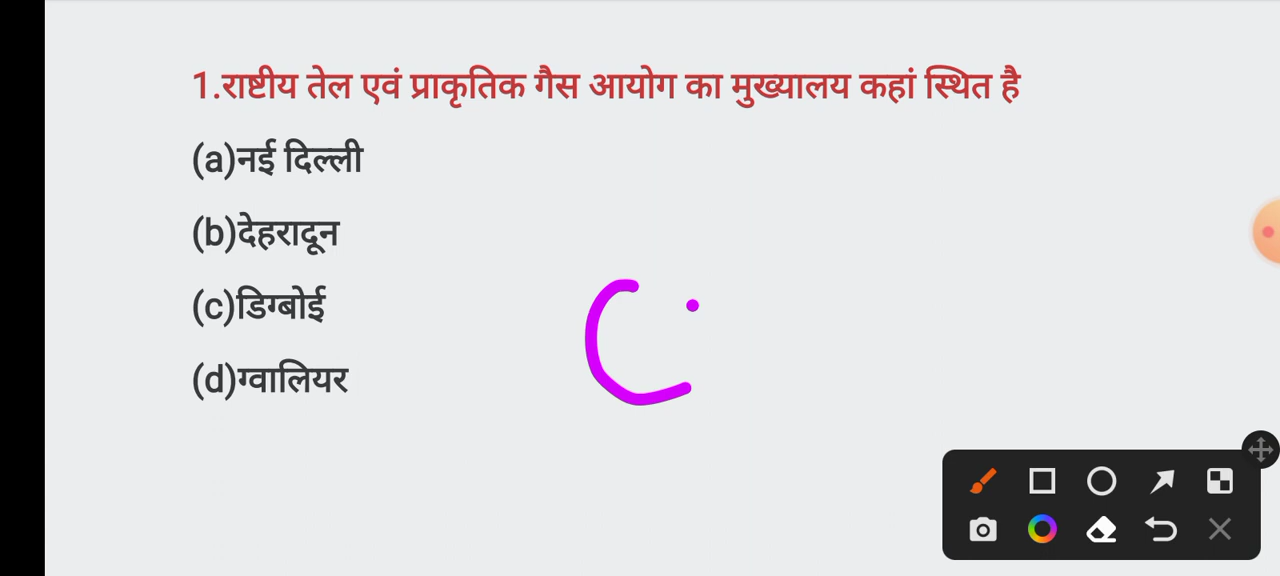 1.राष्टीय तेल एवं प्राकृतिक गैस आयोग का मुख्यालय कहां स्थित है
(a)नई दिल्ली
(b)देहरादून
(c)डिग्बोई
(d)ग्वालियर
C